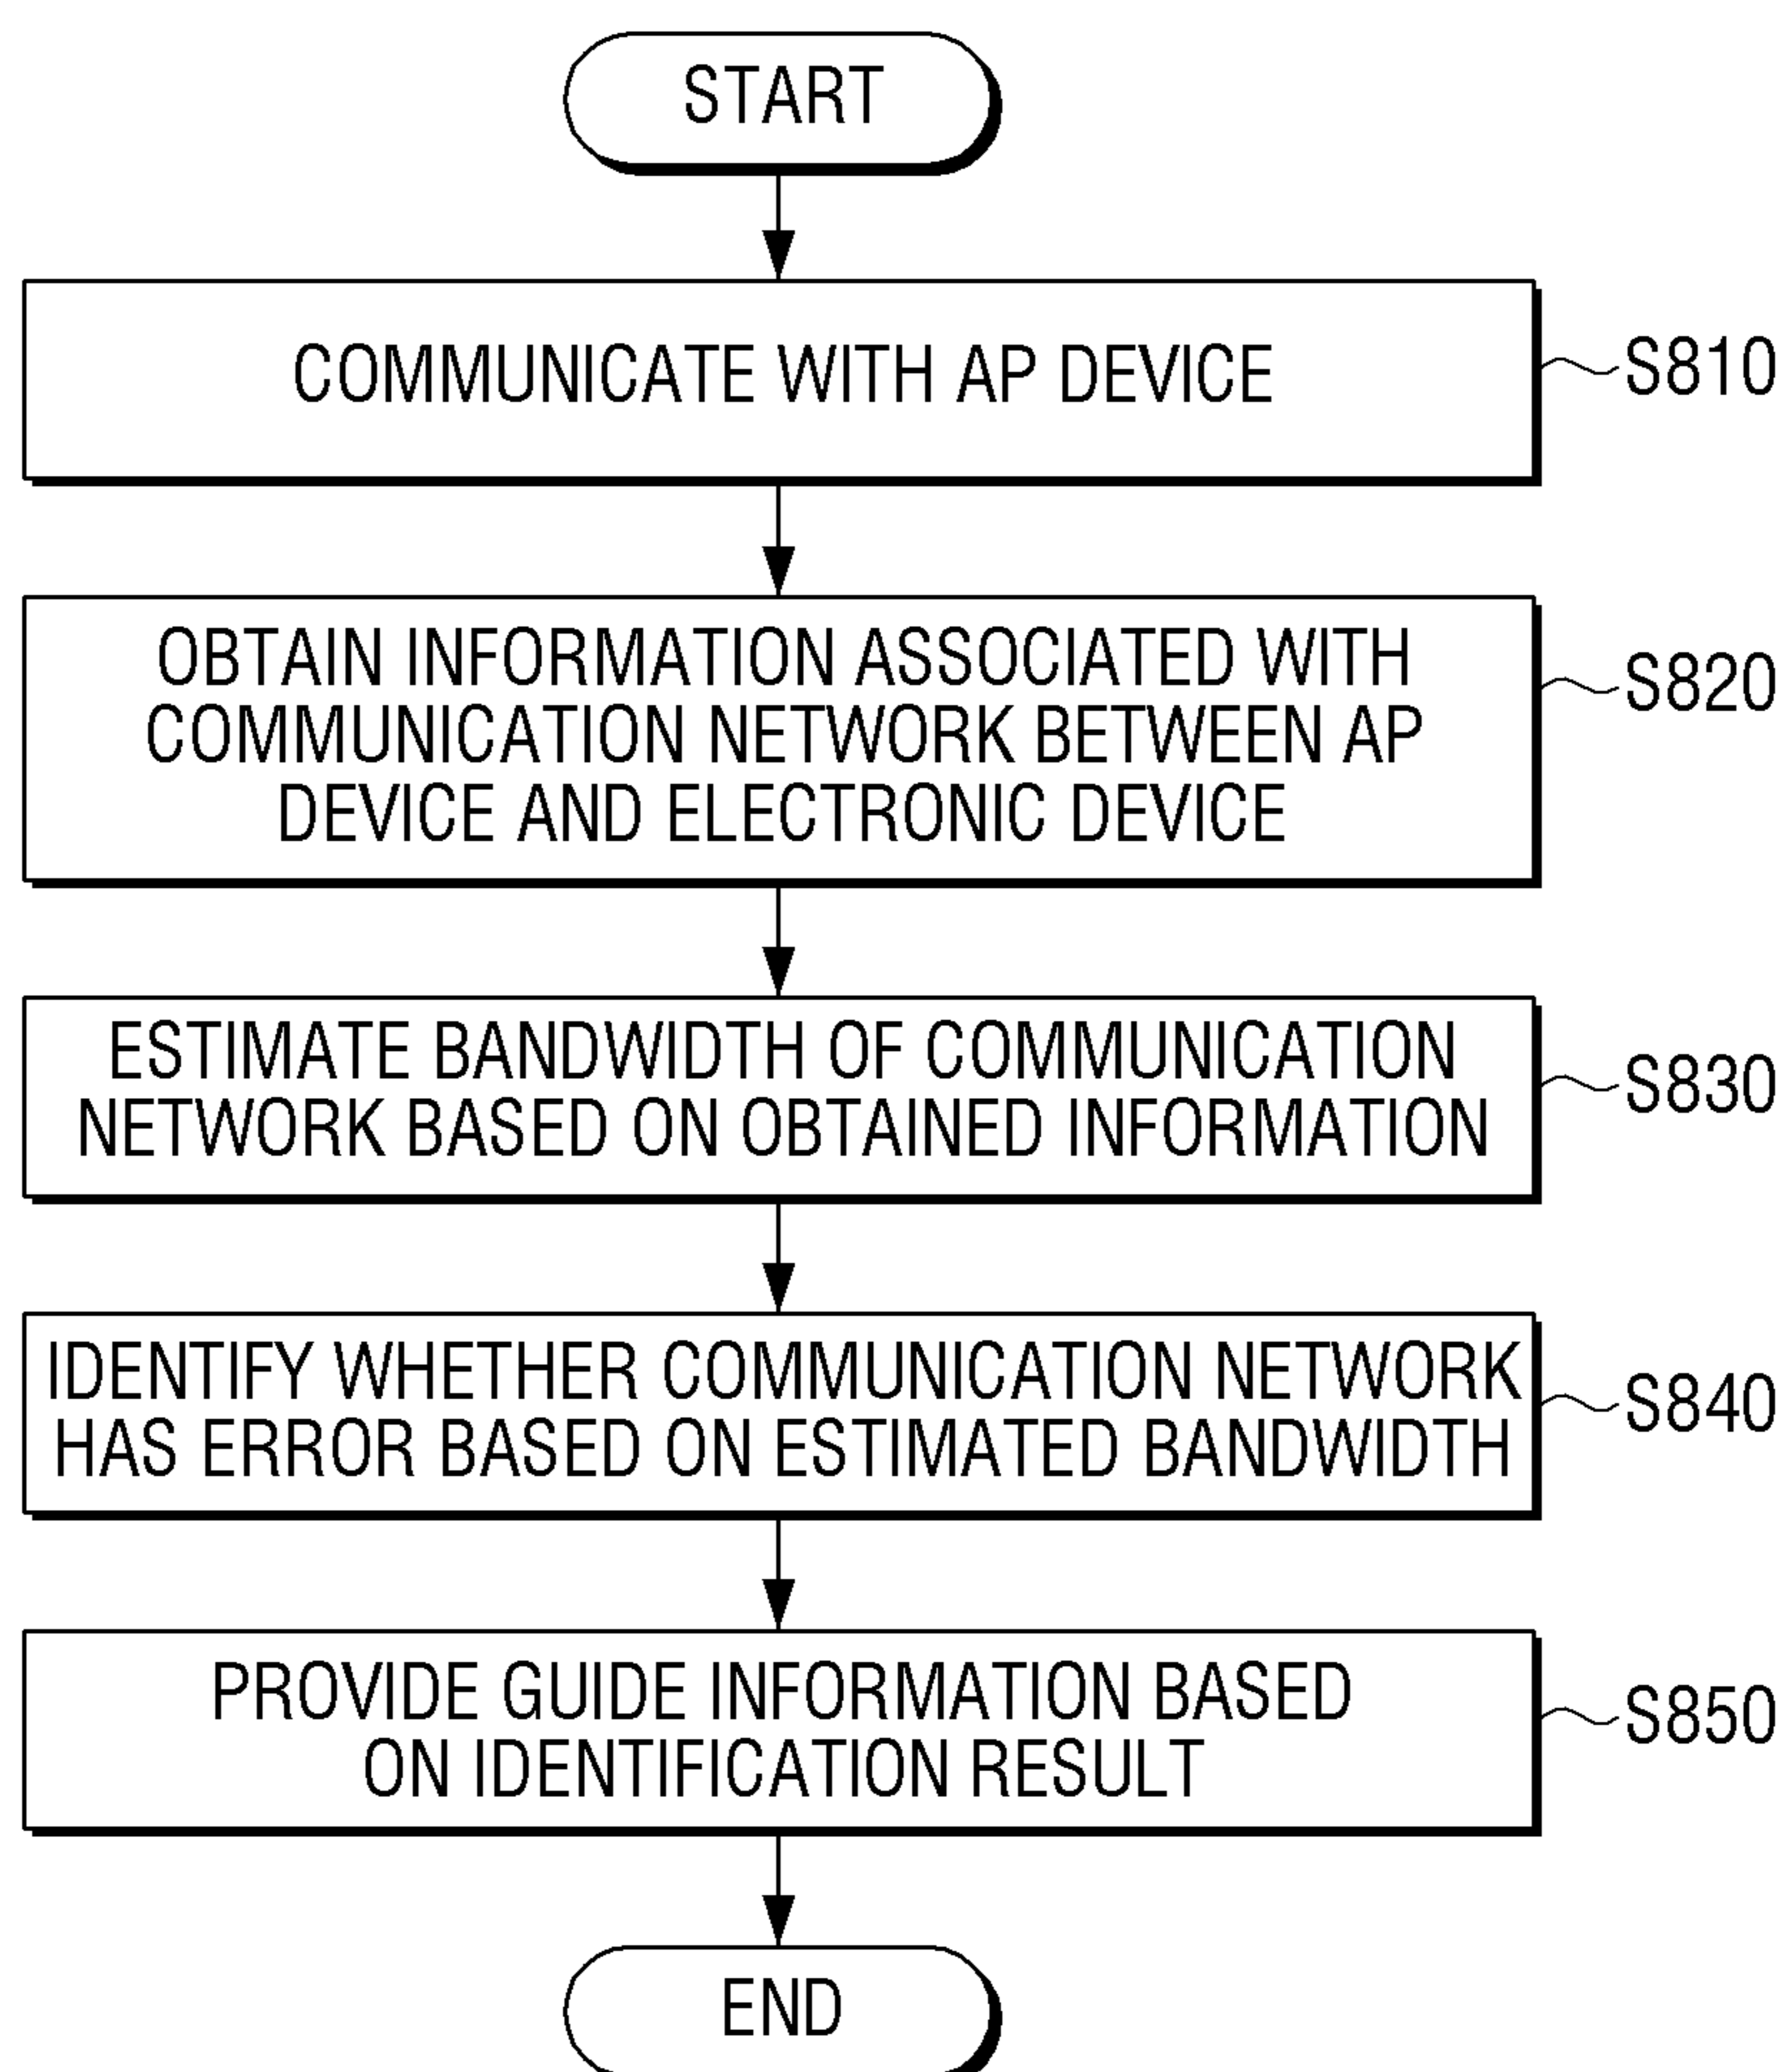 START
COMMUNICATE WITH AP DEVICE
S810
OBTAIN INFORMATION ASSOCIATED WITH
COMMUNICATION NETWORK BETWEEN AP
DEVICE AND ELECTRONIC DEVICE
S820
ESTIMATE BANDWIDTH OF COMMUNICATION
NETWORK BASED ON OBTAINED INFORMATION
S830
IDENTIFY WHETHER COMMUNICATION NETWORK
HAS ERROR BASED ON ESTIMATED BANDWIDTH
S840
PROVIDE GUIDE INFORMATION BASED
ON IDENTIFICATION RESULT
S850
END